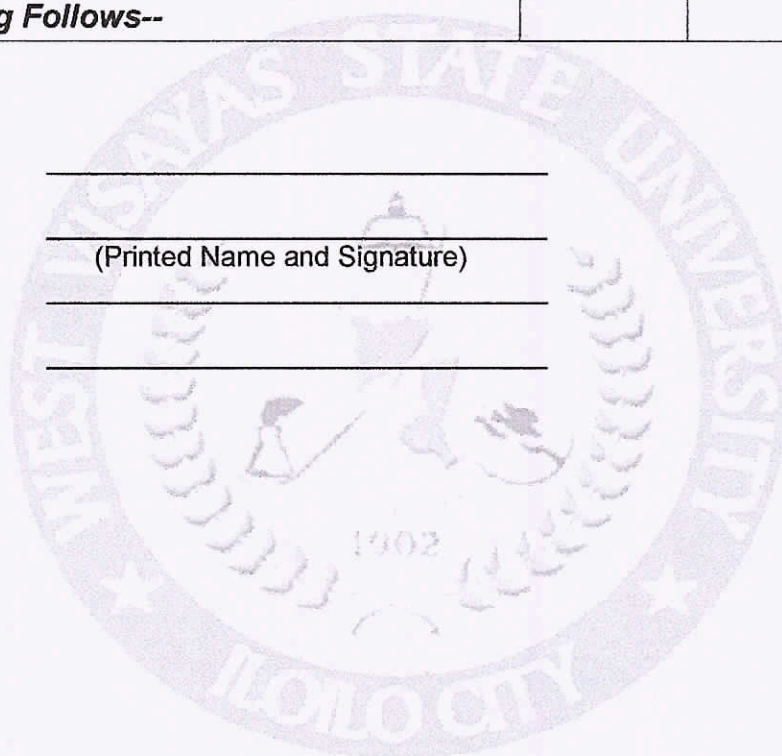 g Follows--
(Printed Name and Signature)
WEST VISAYAS STATE UNIVERSITY
1902
ILOILO CITY